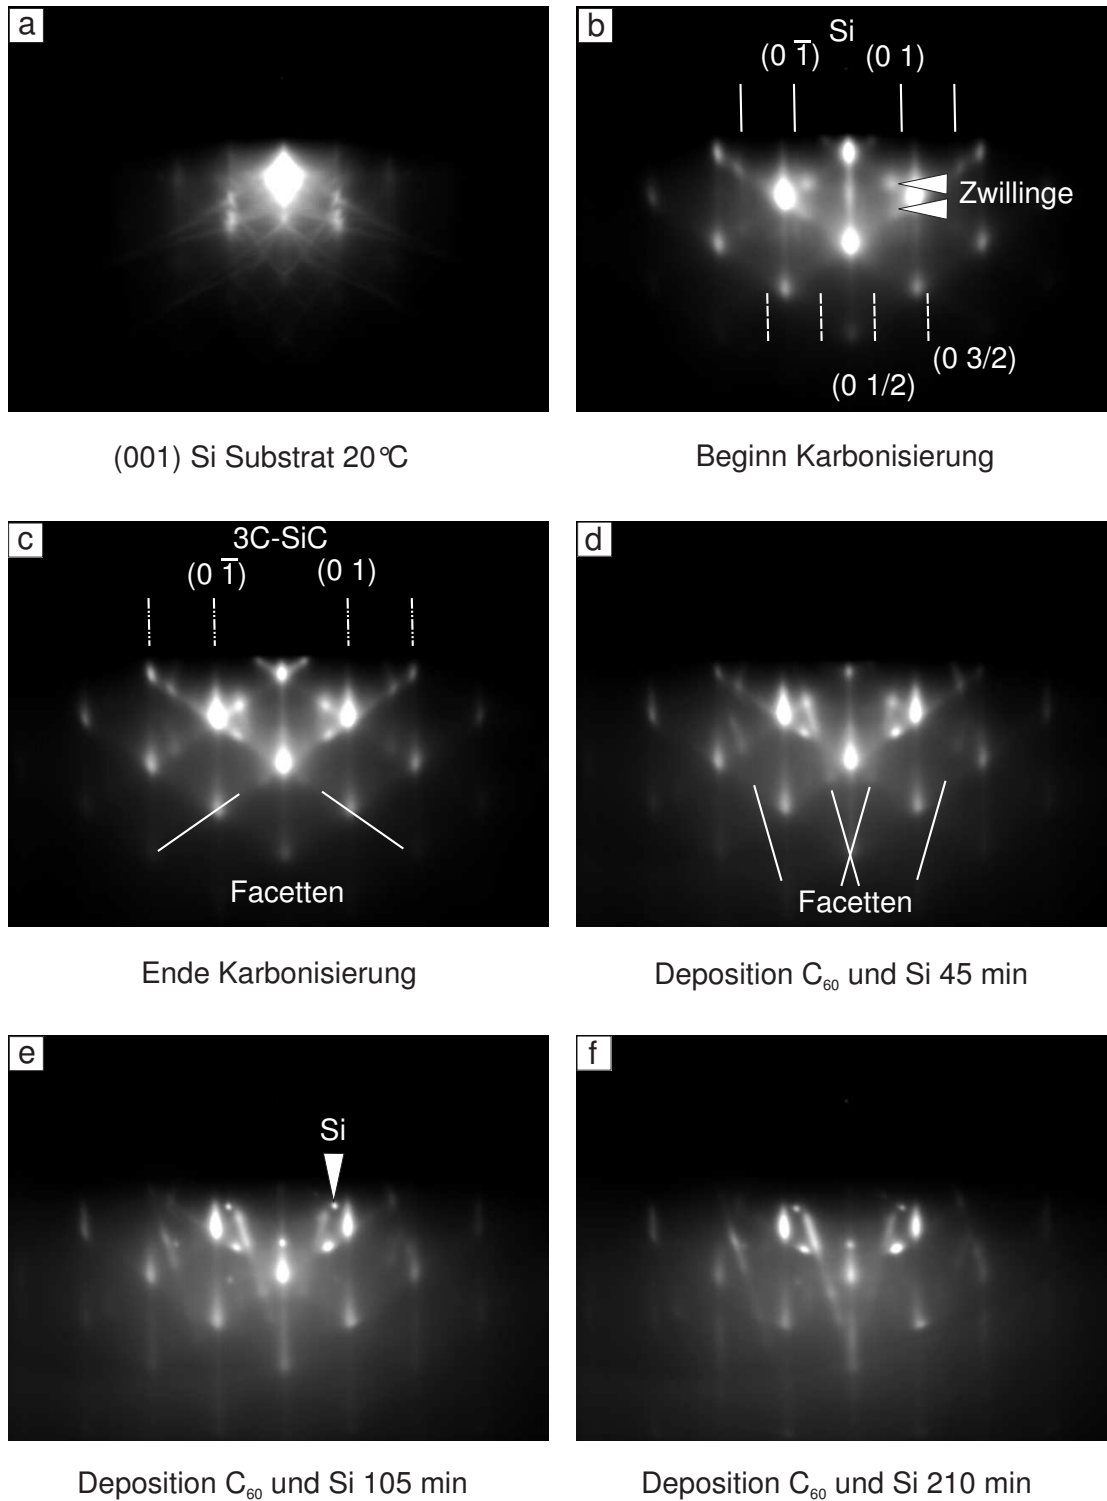 a
(001) Si Substrat 20°C
b
Si
(0 1̅) (0 1)
Zwillinge
(0 3/2)
(0 1/2)
Beginn Karbonisierung
c
3C-SiC
(0 1̅) (0 1)
Facetten
Ende Karbonisierung
d
Facetten
Deposition C₆₀ und Si 45 min
e
Si
Deposition C₆₀ und Si 105 min
f
Deposition C₆₀ und Si 210 min